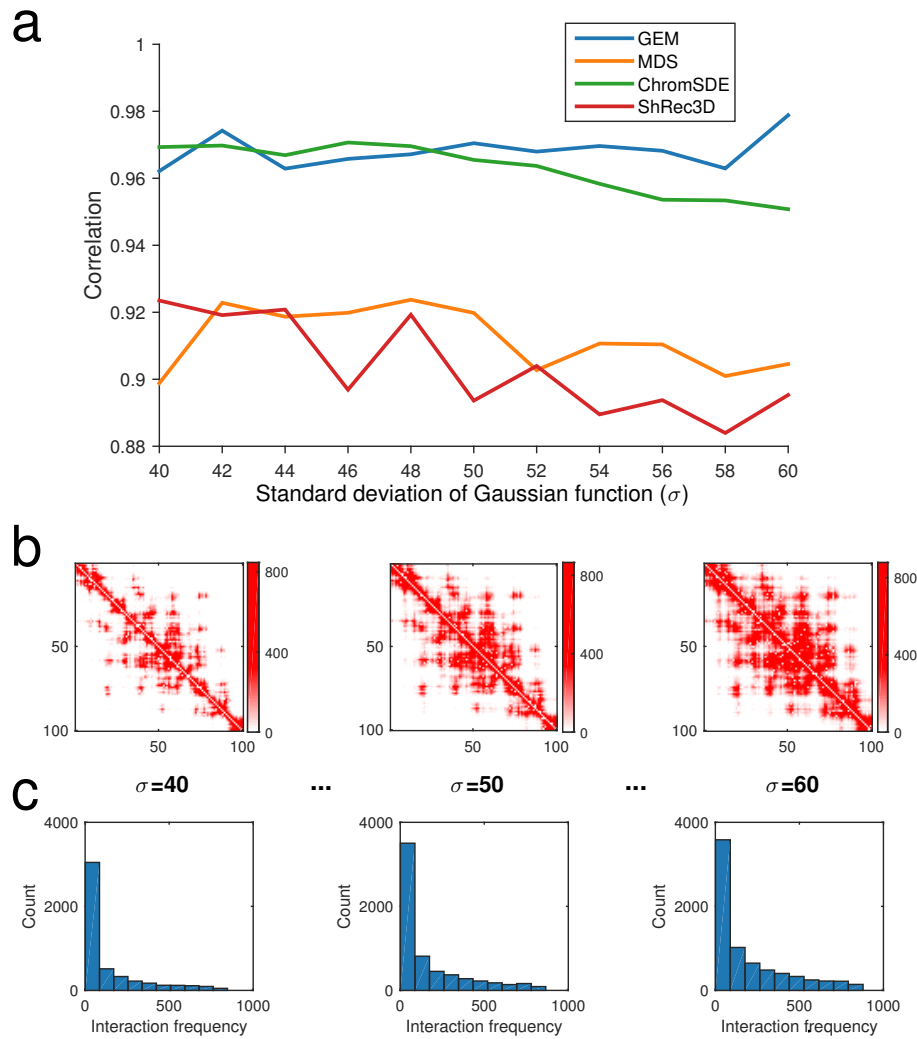 a
GEM
MDS
ChromSDE
ShRec3D
1
0.98
0.96
0.94
0.92
0.9
0.88
Correlation
40 42 44 46 48 50 52 54 56 58 60
Standard deviation of Gaussian function (σ)
b
50
100
50 100
800
400
0
50
100
50 100
800
400
0
50
100
50 100
800
400
0
σ=40 ... σ=50 ... σ=60
c
4000
2000
0
Count
0 500 1000
Interaction frequency
4000
2000
0
Count
0 500 1000
Interaction frequency
4000
2000
0
Count
0 500 1000
Interaction frequency